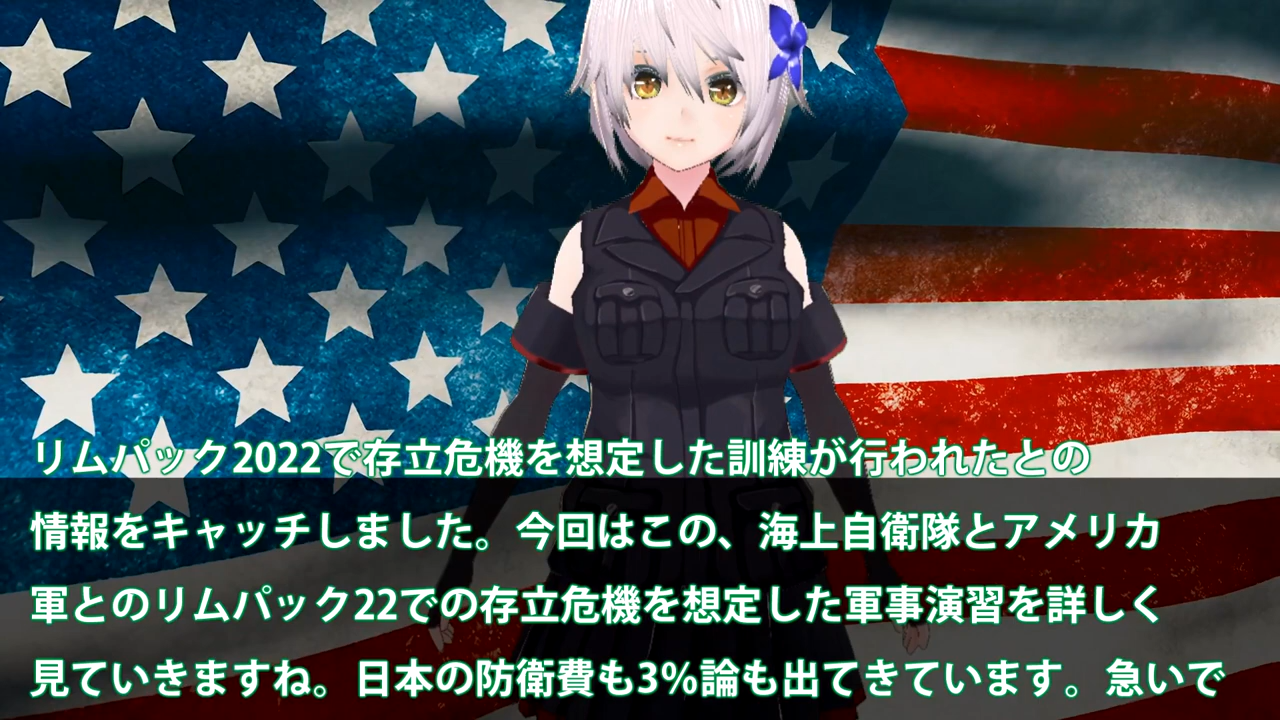 リムパック2022で存立危機を想定した訓練が行われたとの
情報をキャッチしました。今回はこの、海上自衛隊とアメリカ
軍とのリムパック22での存立危機を想定した軍事演習を詳しく
見ていきますね。日本の防衛費も3%論も出てきています。急いで